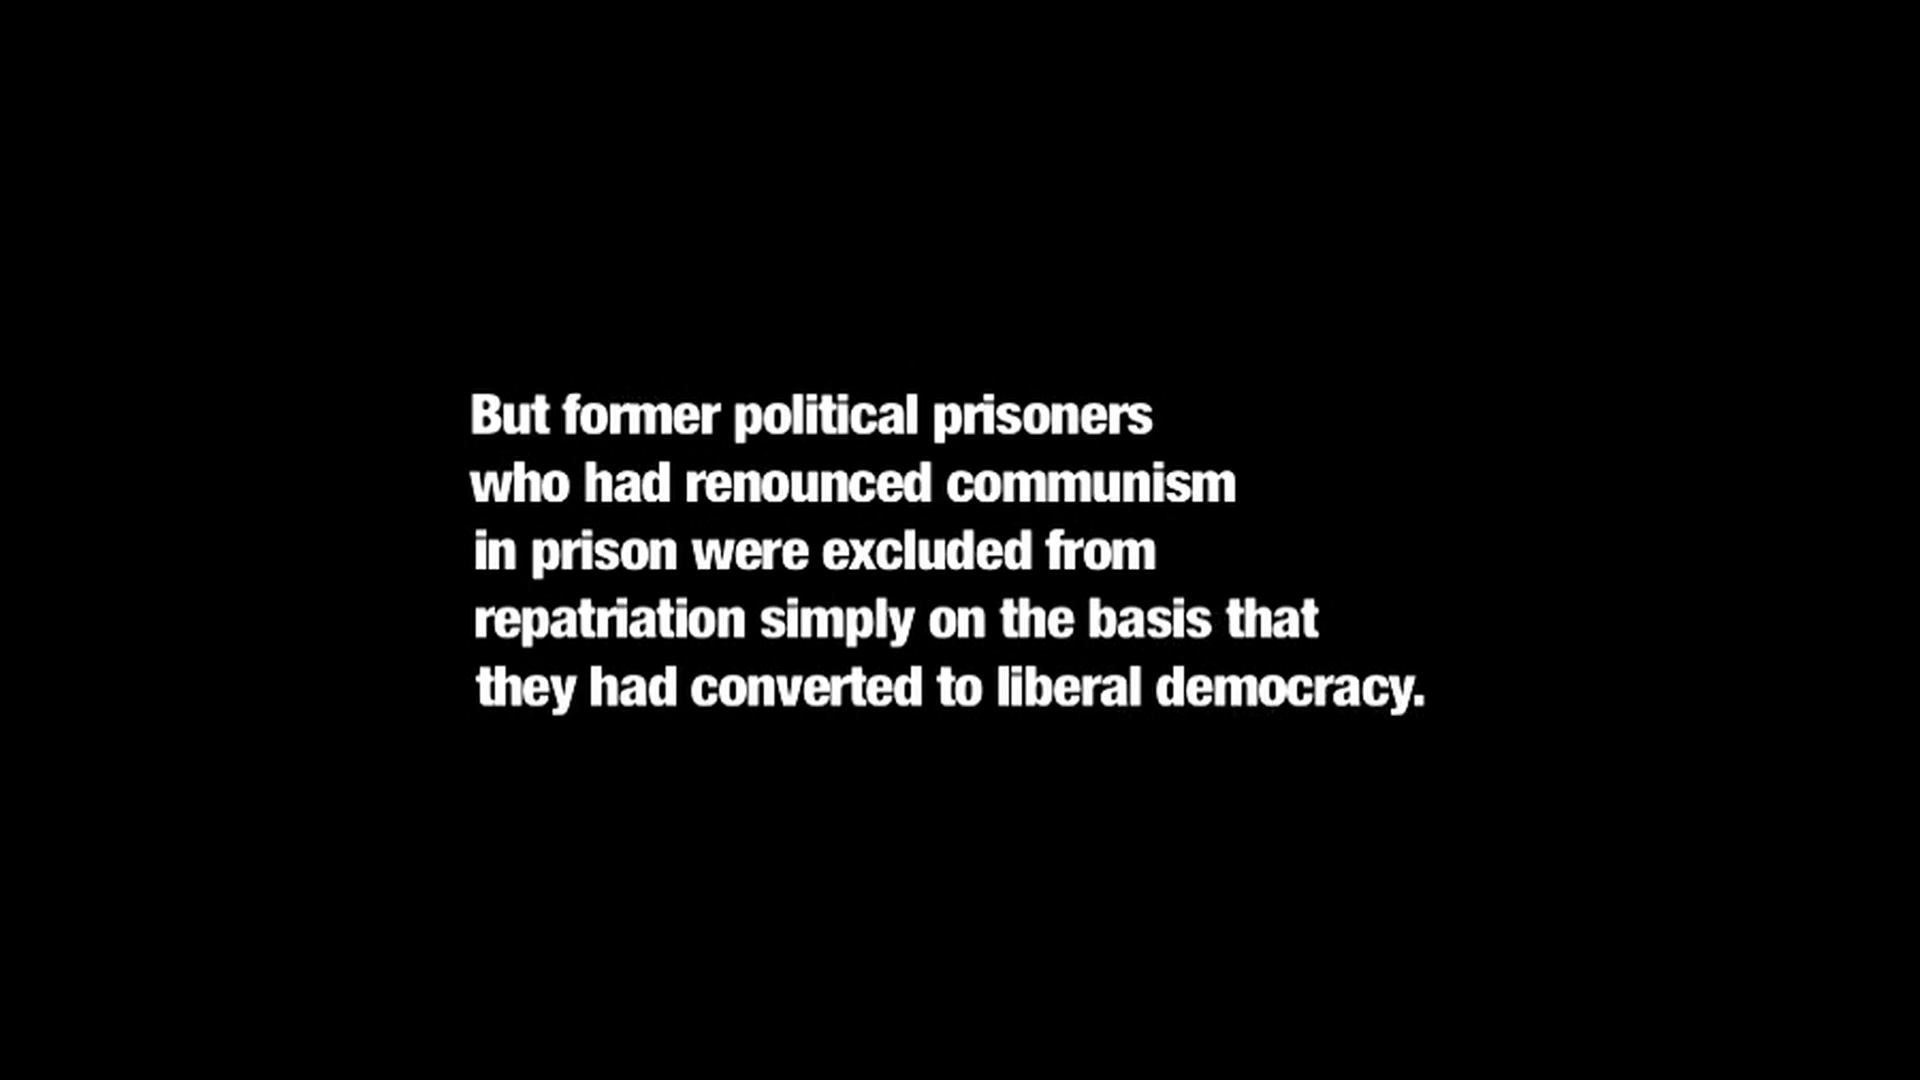 But former political prisoners
who had renounced communism
in prison were excluded from
repatriation simply on the basis that
they had converted to liberal democracy.